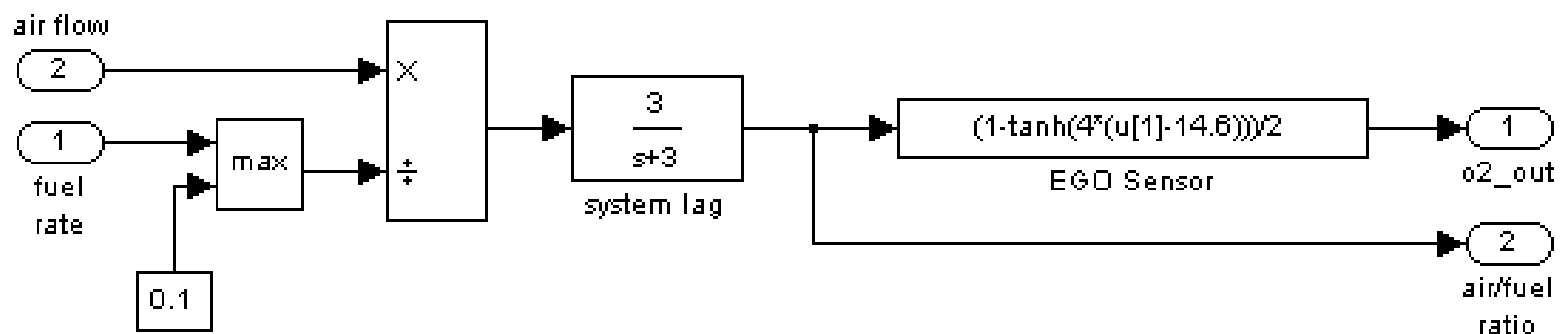 air flow
2
1
fuel
rate
0.1
max
×
÷
3
s+3
system lag
(1-tanh(4*(u[1]-14.6)))/2
EGO Sensor
1
o2_out
2
air/fuel
ratio